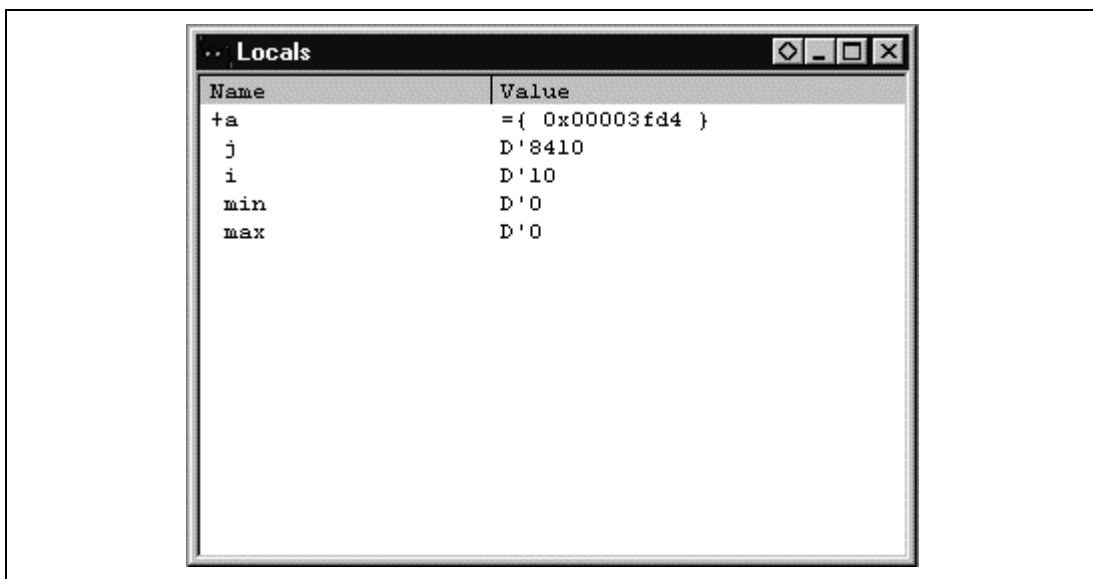 Locals
Name Value
+a ={ 0x00003fd4 }
j D'8410
i D'10
min D'0
max D'0